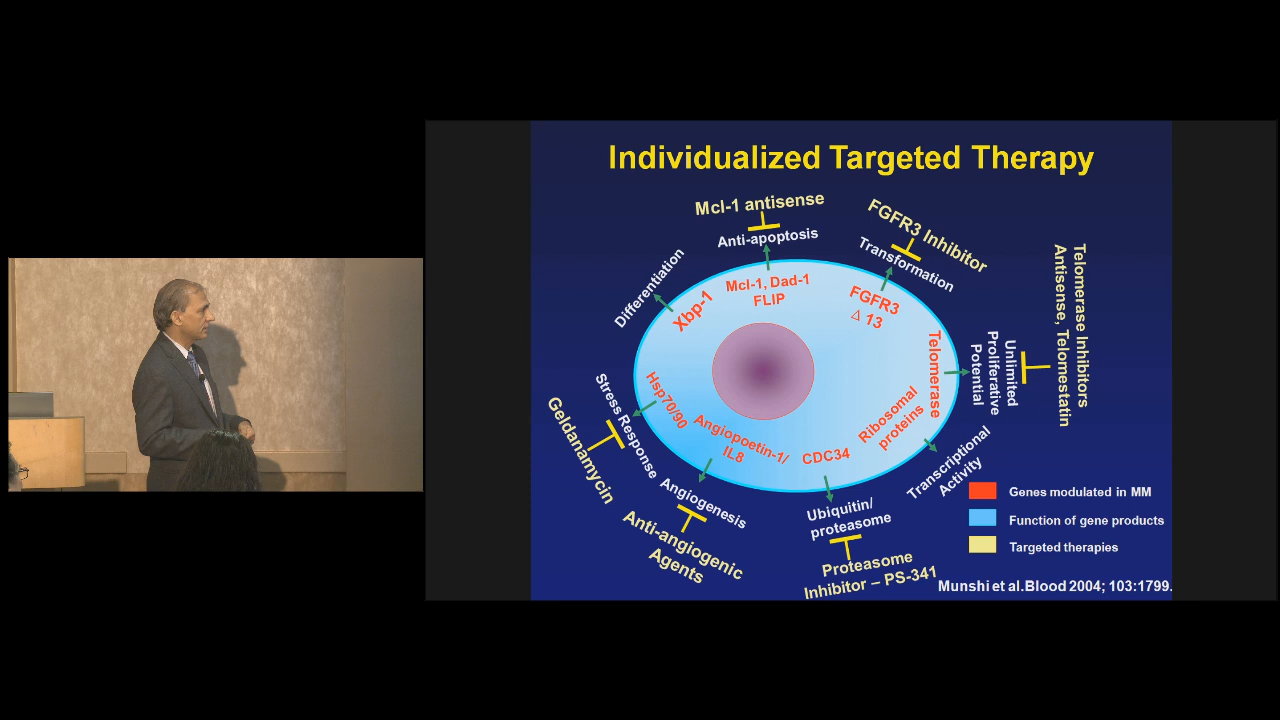 Individualized Targeted Therapy
Mcl-1 antisense
Anti-apoptosis
Mcl-1, Dad-1
FLIP
FGFR3 Inhibitor
Transformation
FGFR3
Δ 13
Differentiation
Xbp-1
Telomerase Inhibitors
Antisense, Telomestatin
Unlimited
Proliferative
Potential
Telomerase
Ribosomal
proteins
Transcriptional
Activity
Hsp70/90
Stress Response
Geldanamycin
Angiopoetin-1/
IL8
Angiogenesis
Anti-angiogenic
Agents
CDC34
Ubiquitin/
proteasome
Proteasome
Inhibitor – PS-341
Genes modulated in MM
Function of gene products
Targeted therapies
Munshi et al.Blood 2004; 103:1799.